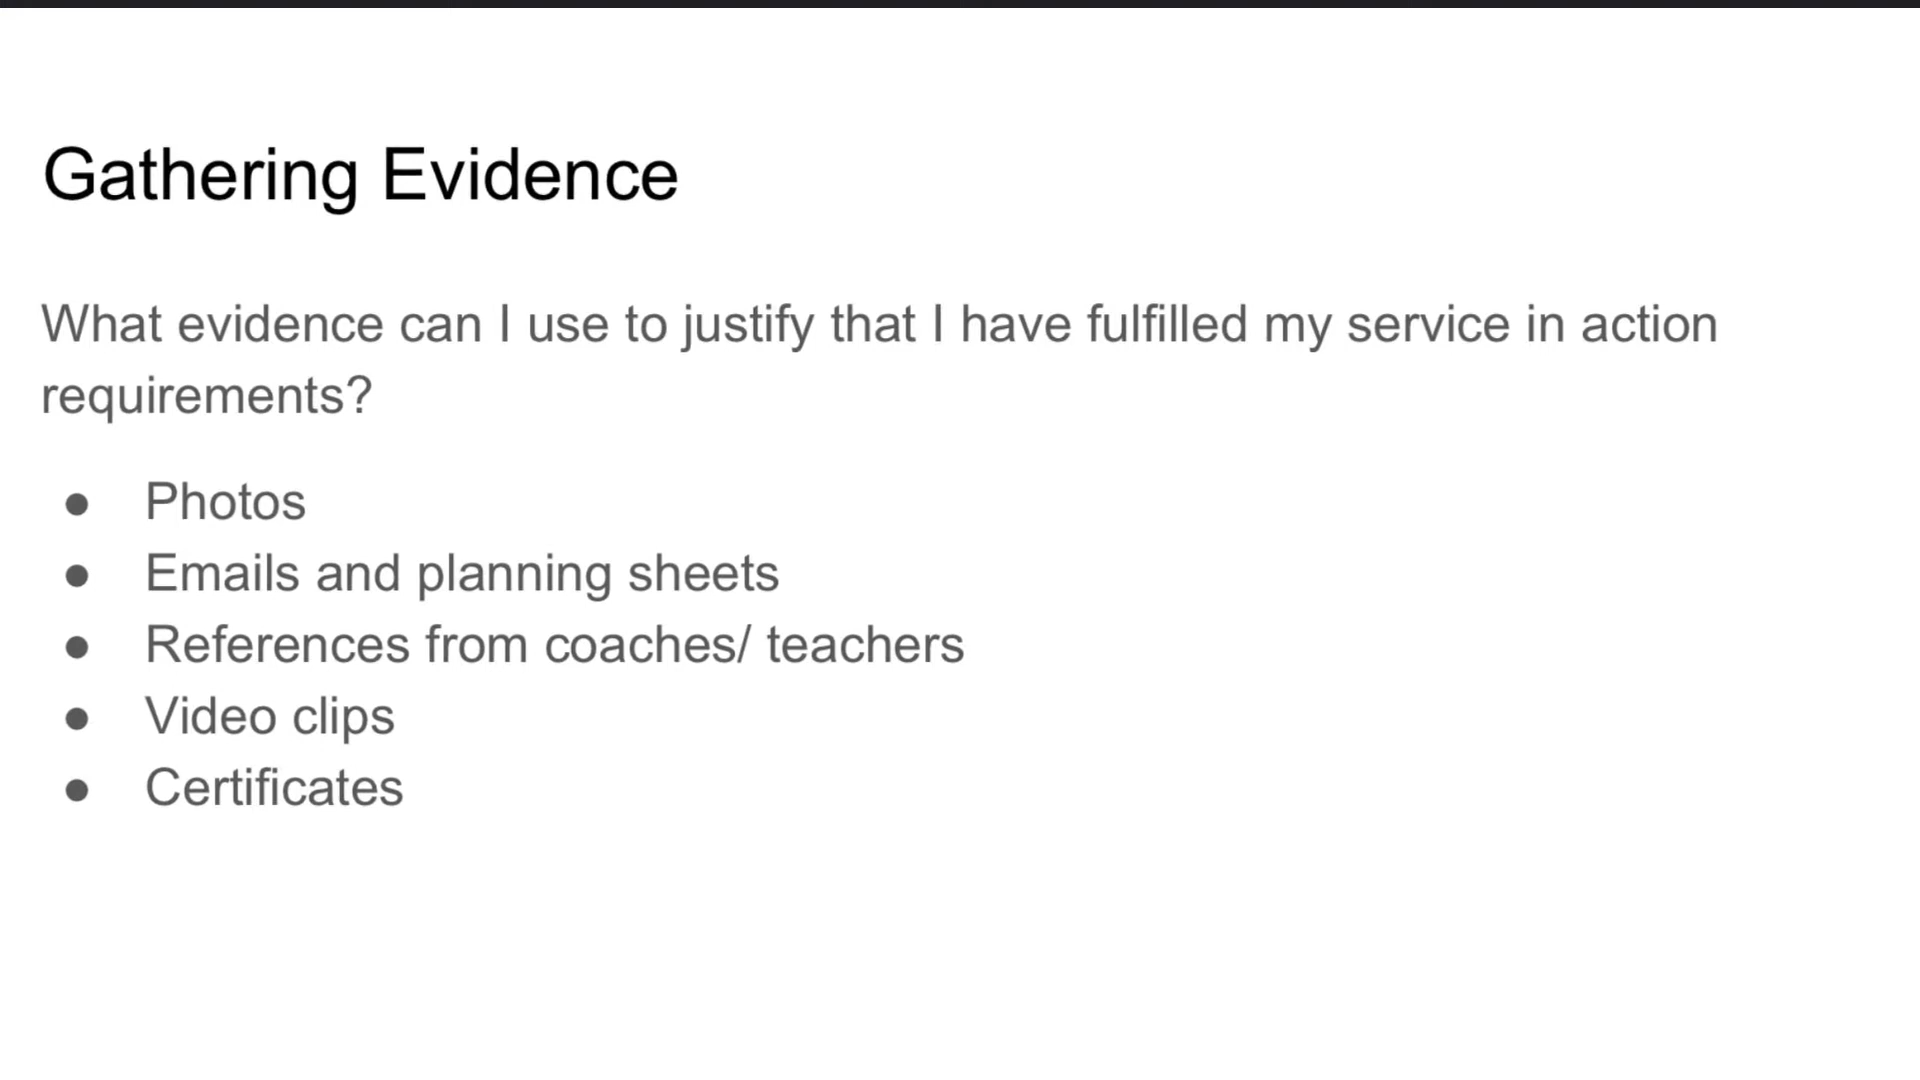 Gathering Evidence
What evidence can I use to justify that I have fulfilled my service in action
requirements?
● Photos
● Emails and planning sheets
● References from coaches/ teachers
● Video clips
● Certificates